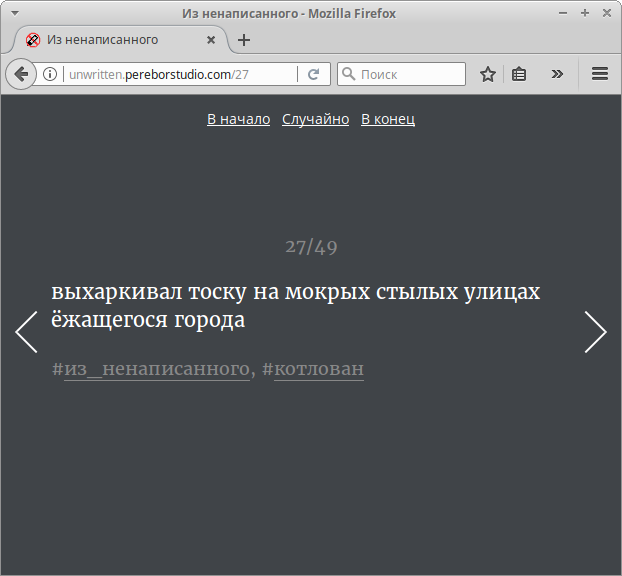 Из ненаписанного - Mozilla Firefox
Из ненаписанного
unwritten.pereborstudio.com/27
Поиск
В начало Случайно В конец
27/49
выхаркивал тоску на мокрых стылых улицах
ёжащегося города
#из_ненаписанного, #котлован